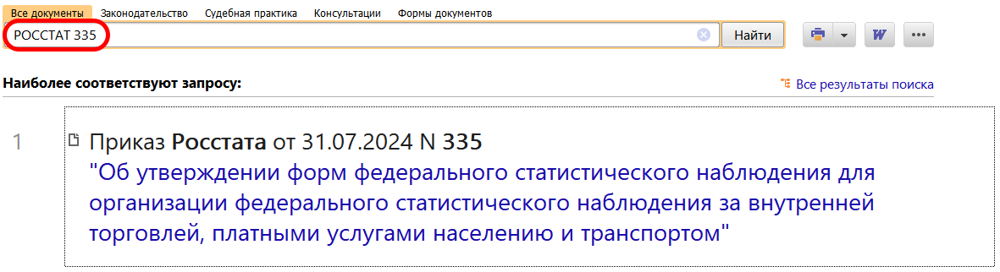 Все документы Законодательство Судебная практика Консультации Формы документов
РОССТАТ 335 Найти W
Наиболее соответствуют запросу: Все результаты поиска
1 Приказ Росстата от 31.07.2024 N 335
"Об утверждении форм федерального статистического наблюдения для
организации федерального статистического наблюдения за внутренней
торговлей, платными услугами населению и транспортом"